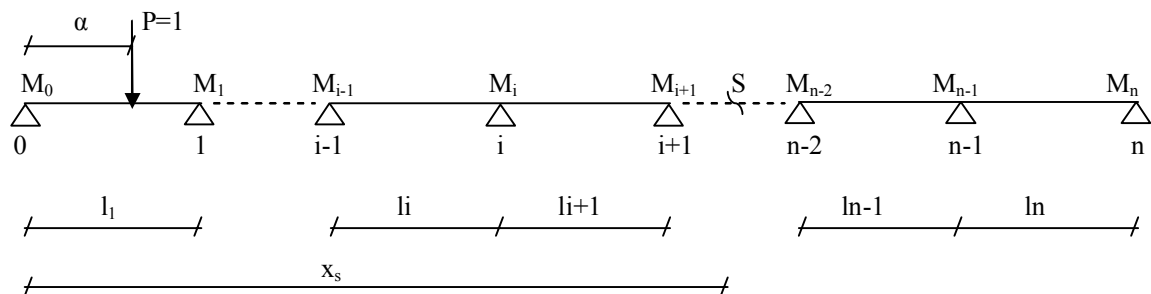 α P=1
M₀ M₁ Mᵢ₋₁ Mᵢ Mᵢ₊₁ S Mₙ₋₂ Mₙ₋₁ Mₙ
0 1 i-1 i i+1 n-2 n-1 n
l₁ li li+1 ln-1 ln
xₛ